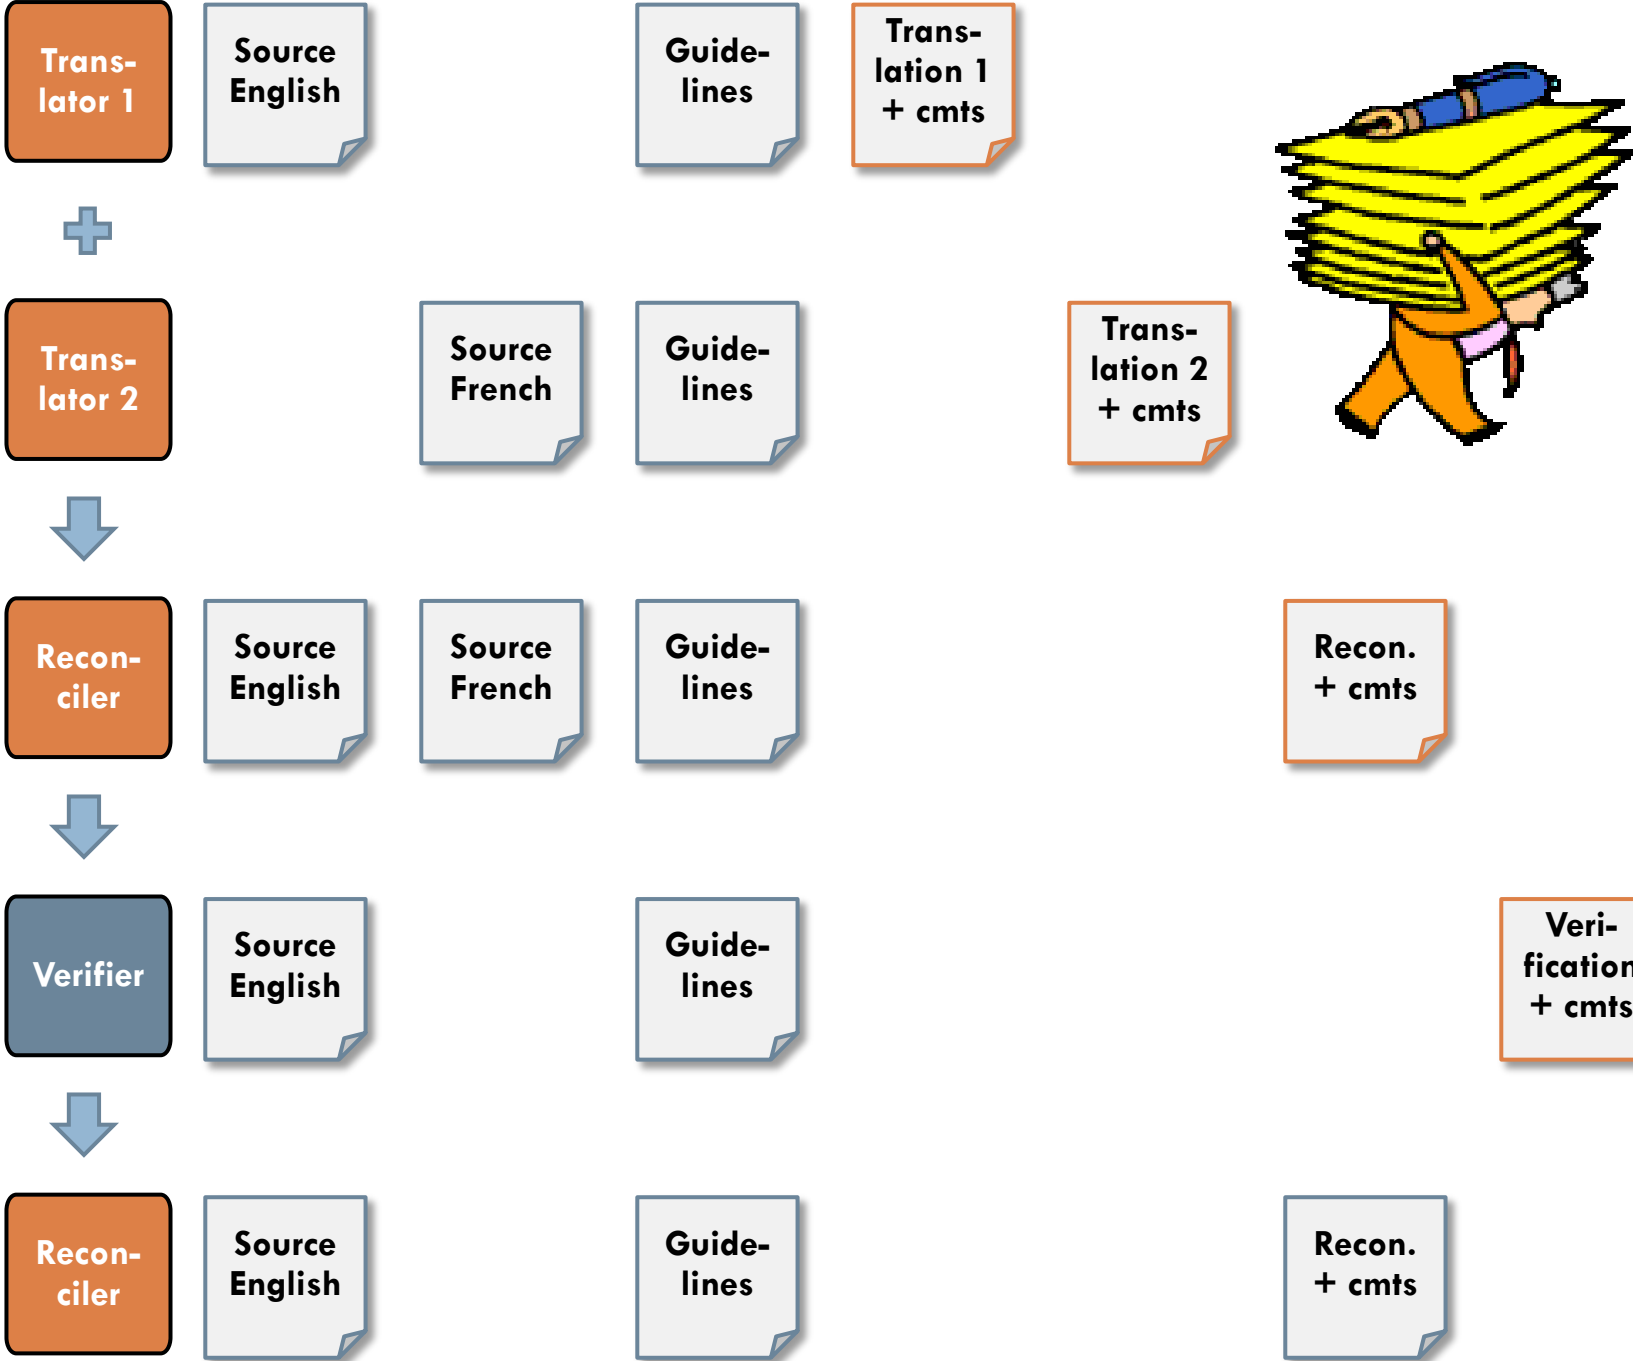 Trans-
lator 1
Source
English
Guide-
lines
Trans-
lation 1
+ cmts
Trans-
lator 2
Source
French
Guide-
lines
Trans-
lation 2
+ cmts
Recon-
ciler
Source
English
Source
French
Guide-
lines
Recon.
+ cmts
Verifier
Source
English
Guide-
lines
Veri-
fication
+ cmts
Recon-
ciler
Source
English
Guide-
lines
Recon.
+ cmts